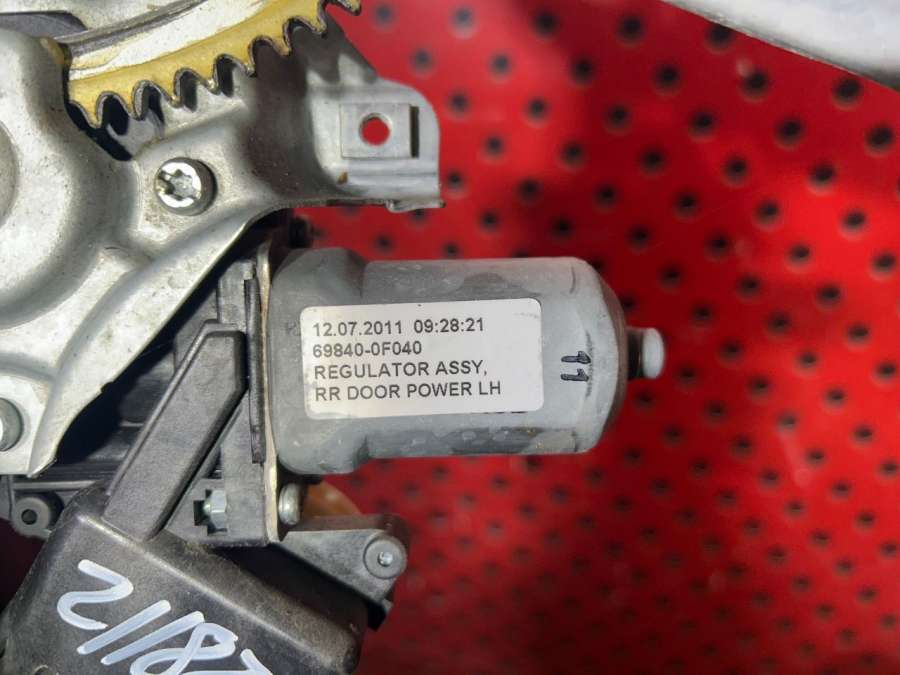 12.07.2011 09:28:21
69840-0F040
REGULATOR ASSY,
RR DOOR POWER LH
11